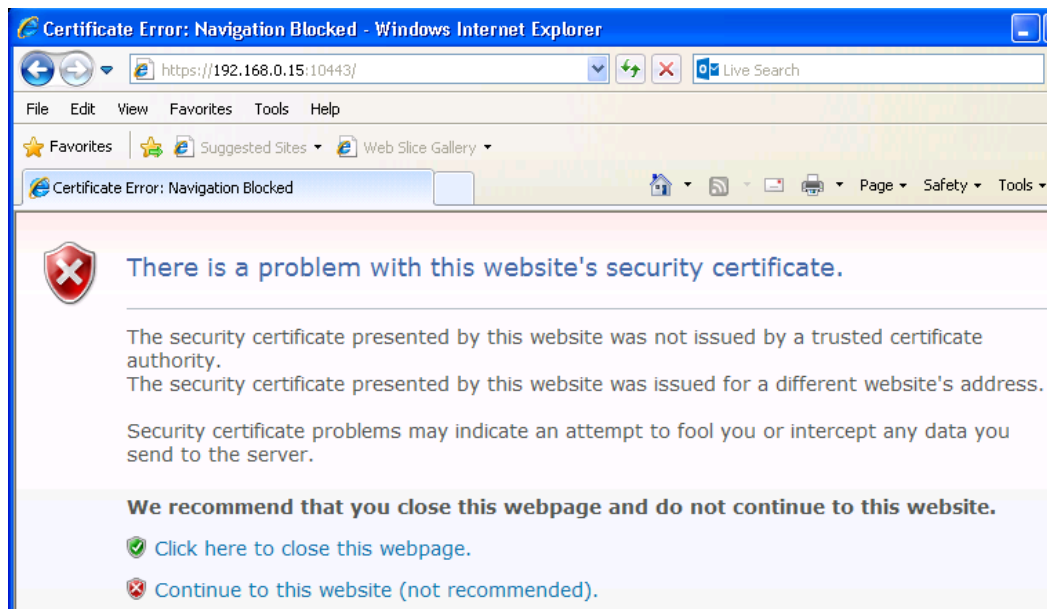 Certificate Error: Navigation Blocked - Windows Internet Explorer
https://192.168.0.15:10443/
Live Search
File Edit View Favorites Tools Help
Favorites Suggested Sites Web Slice Gallery
Certificate Error: Navigation Blocked
Page Safety Tools
There is a problem with this website's security certificate.
The security certificate presented by this website was not issued by a trusted certificate
authority.
The security certificate presented by this website was issued for a different website's address.
Security certificate problems may indicate an attempt to fool you or intercept any data you
send to the server.
We recommend that you close this webpage and do not continue to this website.
Click here to close this webpage.
Continue to this website (not recommended).